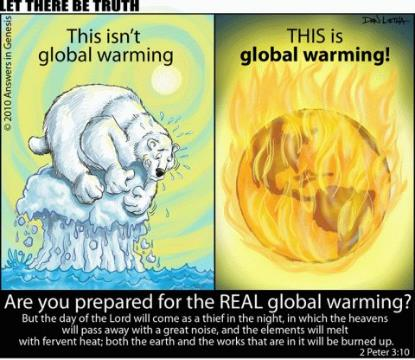 LET THERE BE TRUTH
© 2010 Answers in Genesis
This isn't
global warming
DAN LIETHA
THIS is
global warming!
Are you prepared for the REAL global warming?
But the day of the Lord will come as a thief in the night, in which the heavens
will pass away with a great noise, and the elements will melt
with fervent heat; both the earth and the works that are in it will be burned up.
2 Peter 3:10